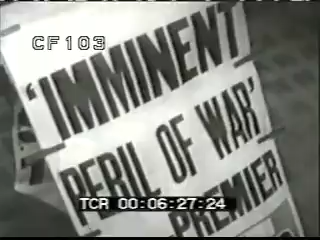 CF103
'IMMINENT
PERIL OF WAR'
PREMIER
TCR 00:06:27:24